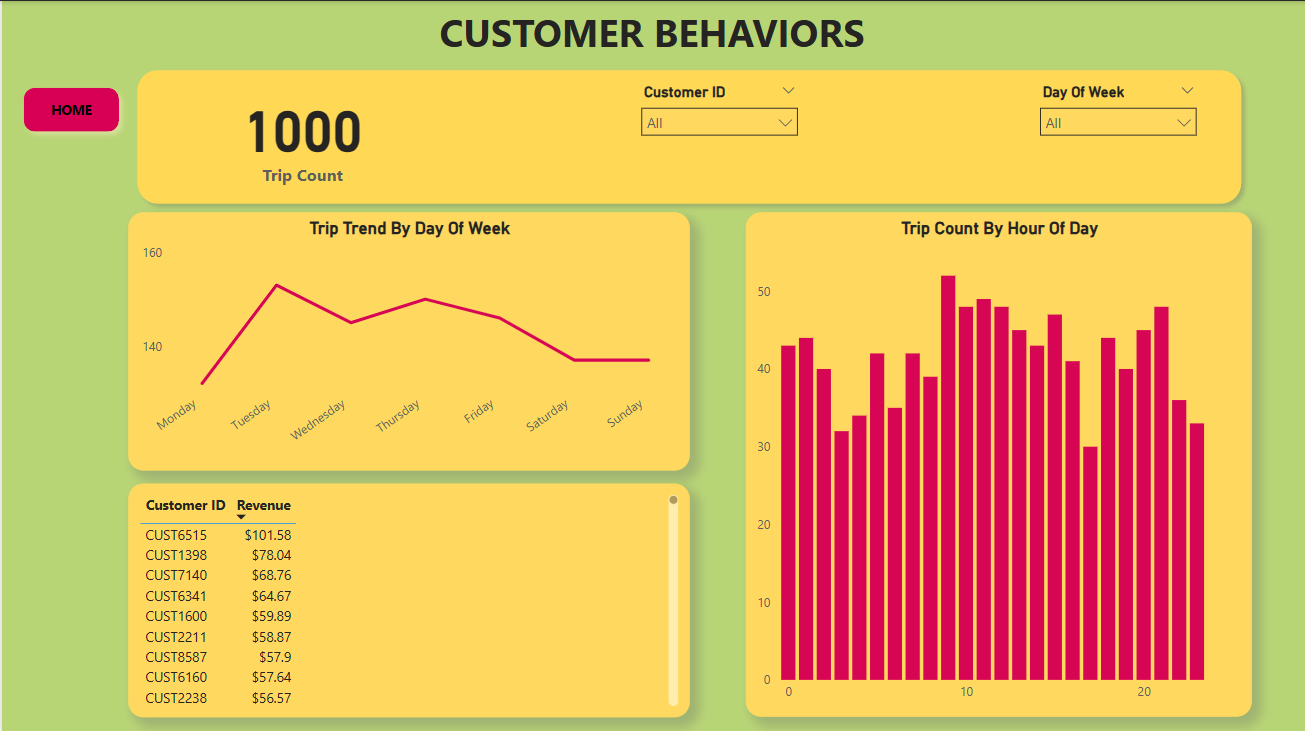 CUSTOMER BEHAVIORS
HOME
1000
Trip Count
Customer ID
All
Day Of Week
All
Trip Trend By Day Of Week
160
140
Monday
Tuesday
Wednesday
Thursday
Friday
Saturday
Sunday
Customer ID Revenue
CUST6515 $101.58
CUST1398 $78.04
CUST7140 $68.76
CUST6341 $64.67
CUST1600 $59.89
CUST2211 $58.87
CUST8587 $57.9
CUST6160 $57.64
CUST2238 $56.57
Trip Count By Hour Of Day
50
40
30
20
10
0
0 10 20